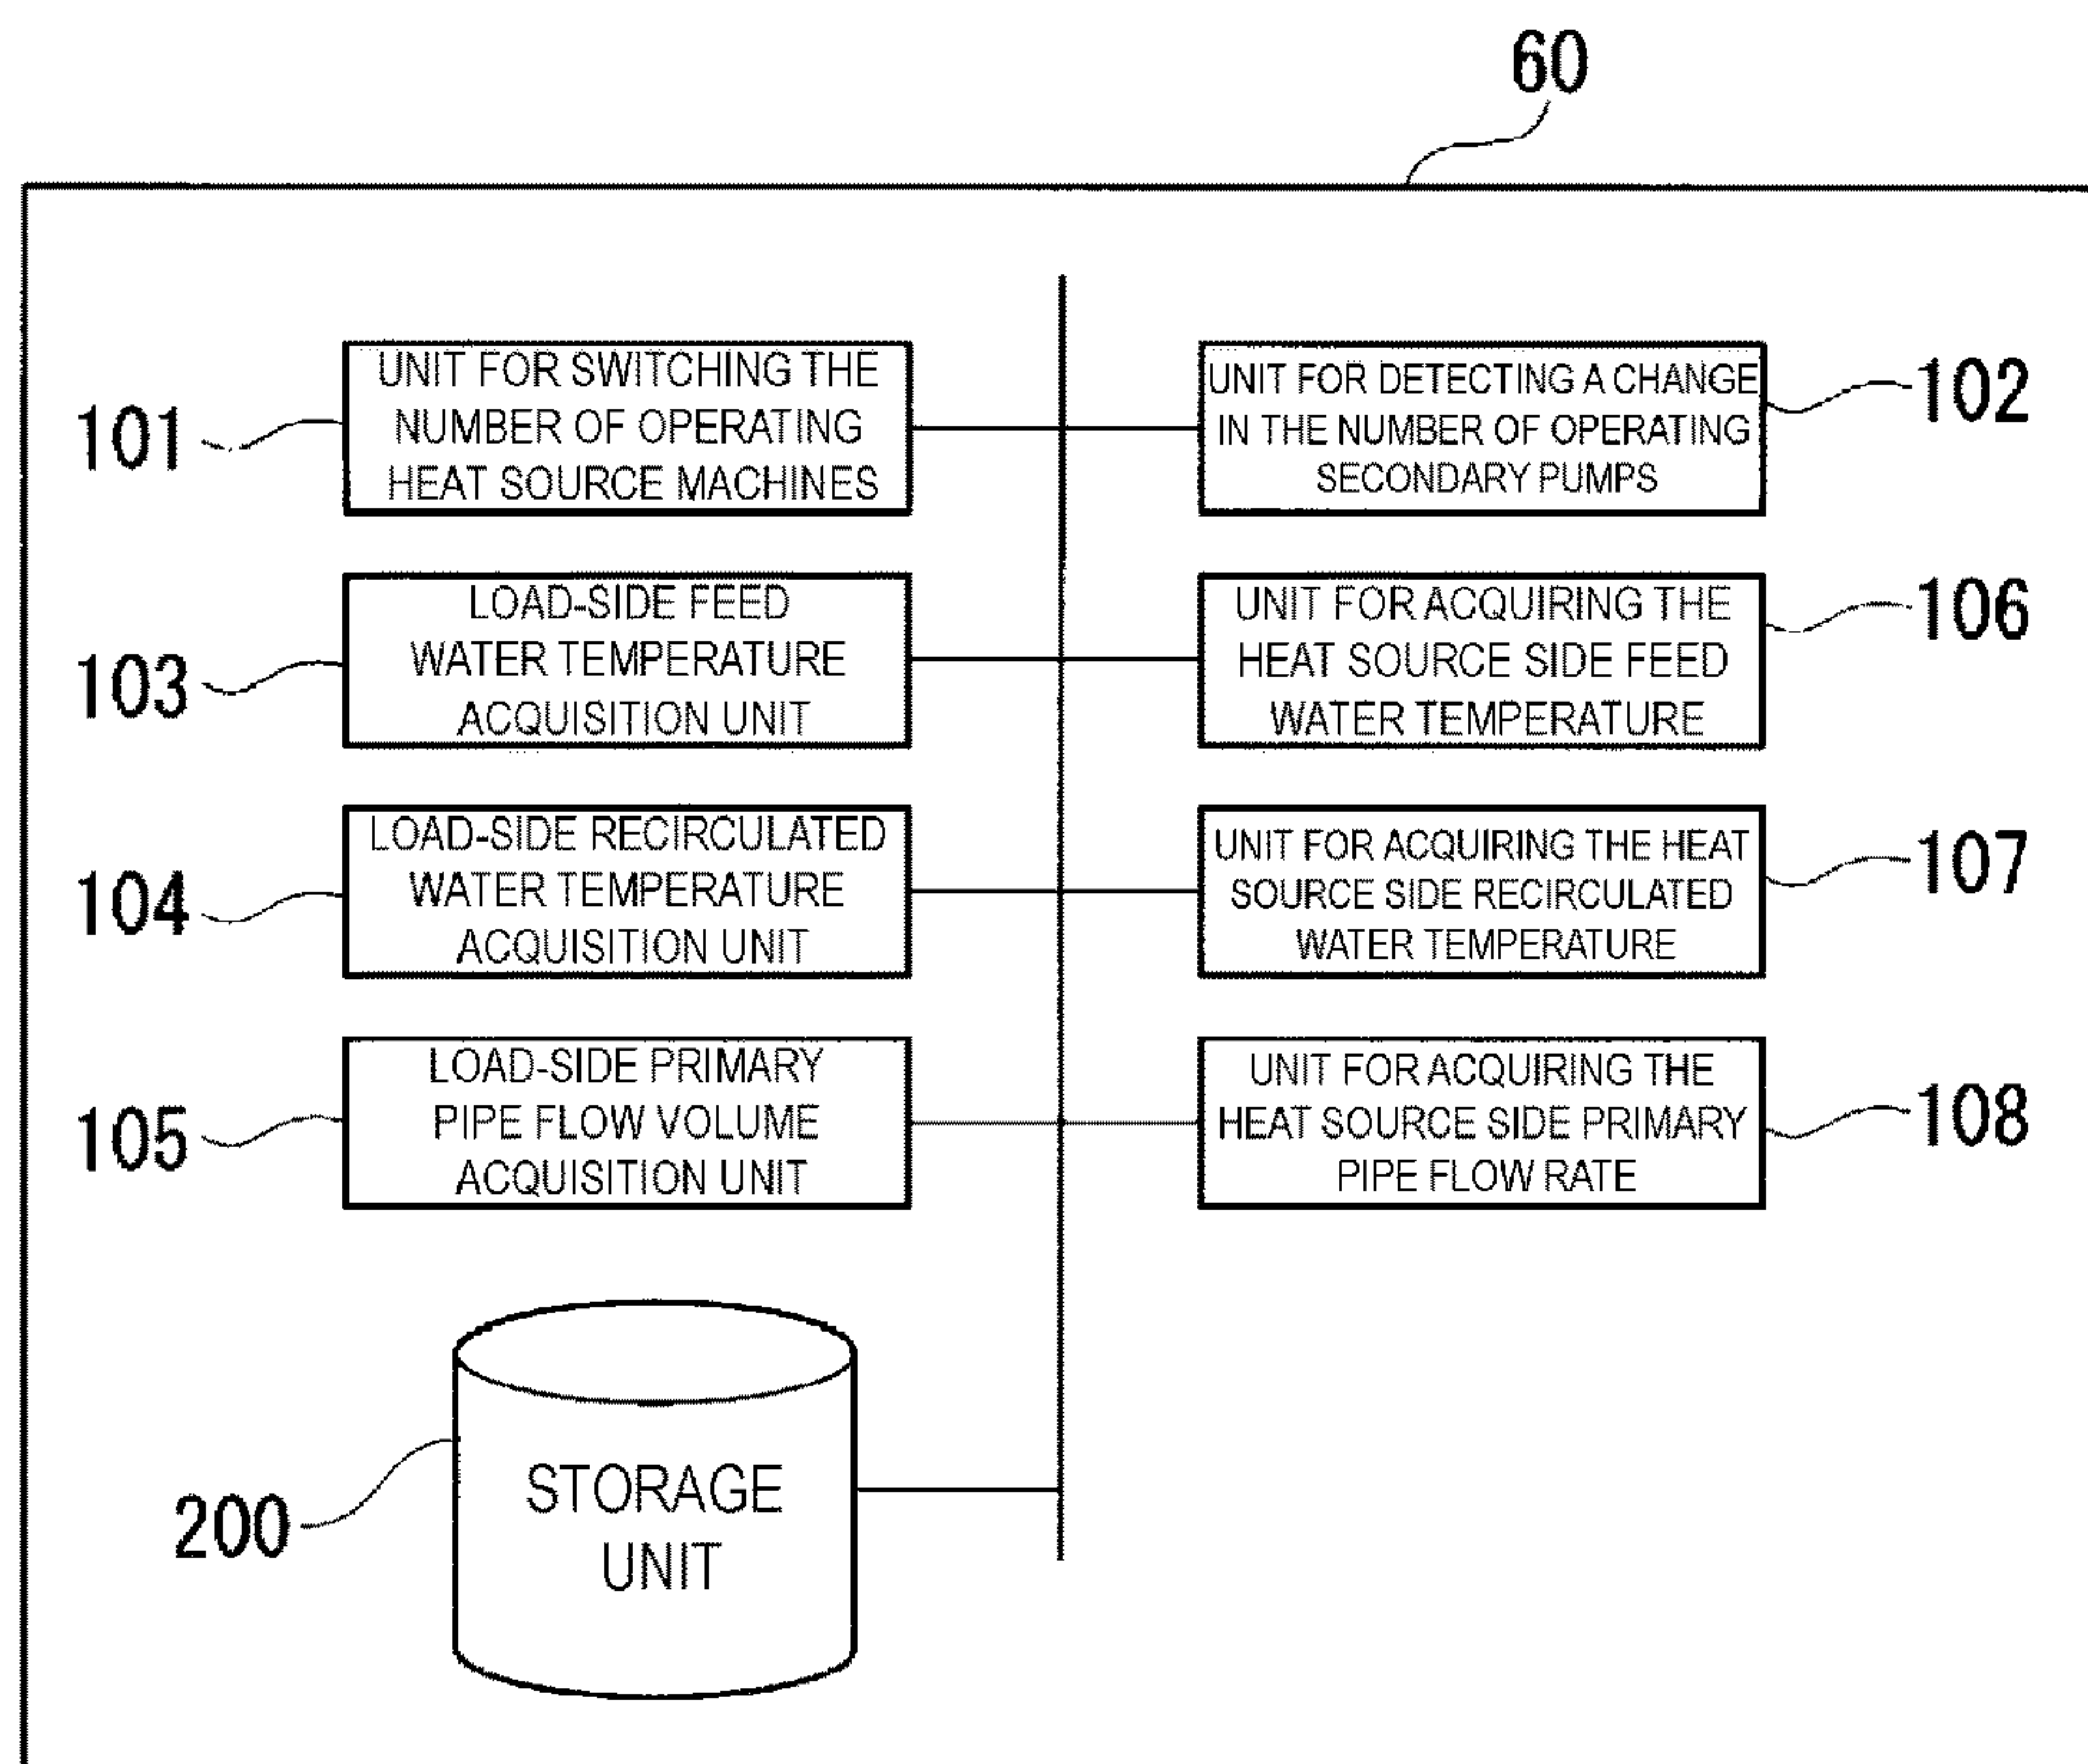 60
101
UNIT FOR SWITCHING THE
NUMBER OF OPERATING
HEAT SOURCE MACHINES
UNIT FOR DETECTING A CHANGE
IN THE NUMBER OF OPERATING
SECONDARY PUMPS
102
103
LOAD-SIDE FEED
WATER TEMPERATURE
ACQUISITION UNIT
UNIT FOR ACQUIRING THE
HEAT SOURCE SIDE FEED
WATER TEMPERATURE
106
104
LOAD-SIDE RECIRCULATED
WATER TEMPERATURE
ACQUISITION UNIT
UNIT FOR ACQUIRING THE HEAT
SOURCE SIDE RECIRCULATED
WATER TEMPERATURE
107
105
LOAD-SIDE PRIMARY
PIPE FLOW VOLUME
ACQUISITION UNIT
UNIT FOR ACQUIRING THE
HEAT SOURCE SIDE PRIMARY
PIPE FLOW RATE
108
200
STORAGE
UNIT